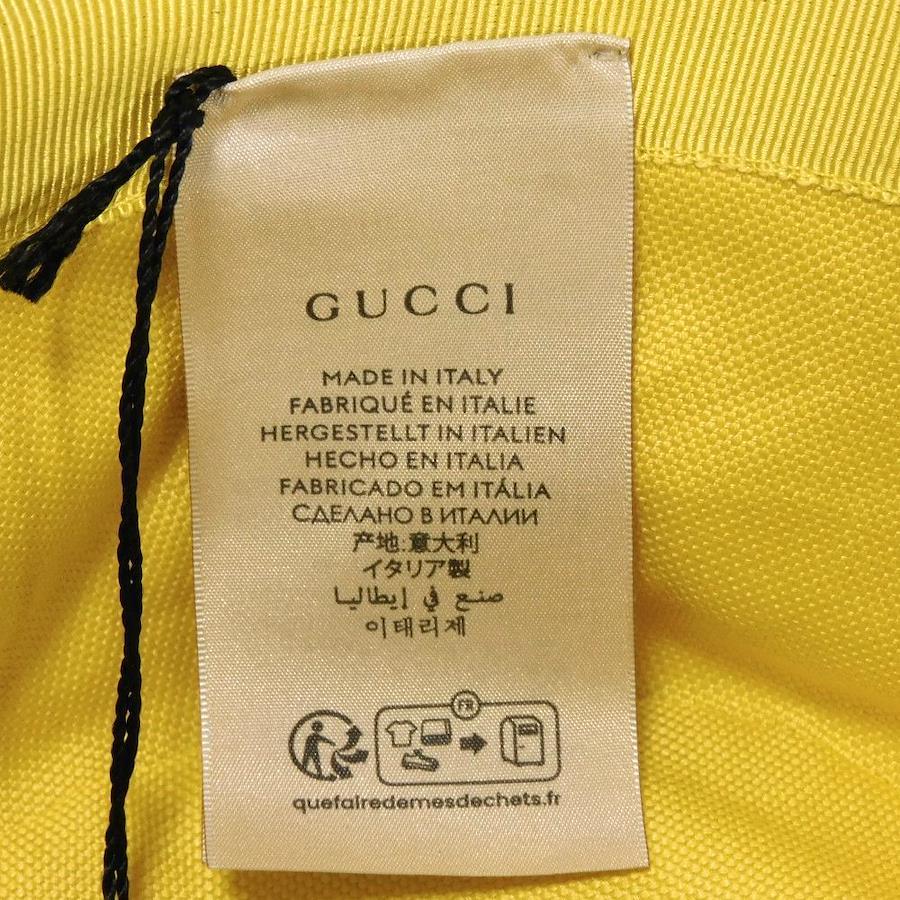 GUCCI
MADE IN ITALY
FABRIQUÉ EN ITALIE
HERGESTELLT IN ITALIEN
HECHO EN ITALIA
FABRICADO EM ITÁLIA
СДЕЛАНО В ИТАЛИИ
产地:意大利
イタリア製
صنع في إيطاليا
이태리제
FR
quefairedemesdechets.fr